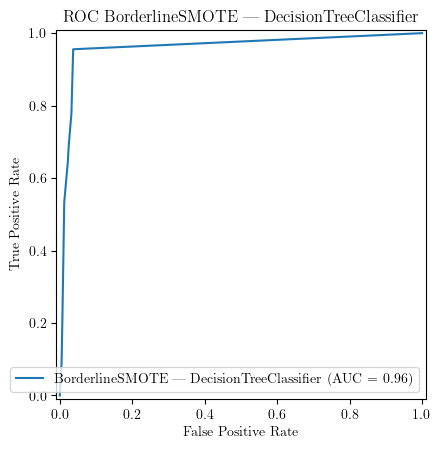 ROC BorderlineSMOTE — DecisionTreeClassifier
1.0
0.8
0.6
0.4
0.2
0.0
True Positive Rate
BorderlineSMOTE — DecisionTreeClassifier (AUC = 0.96)
0.0 0.2 0.4 0.6 0.8 1.0
False Positive Rate